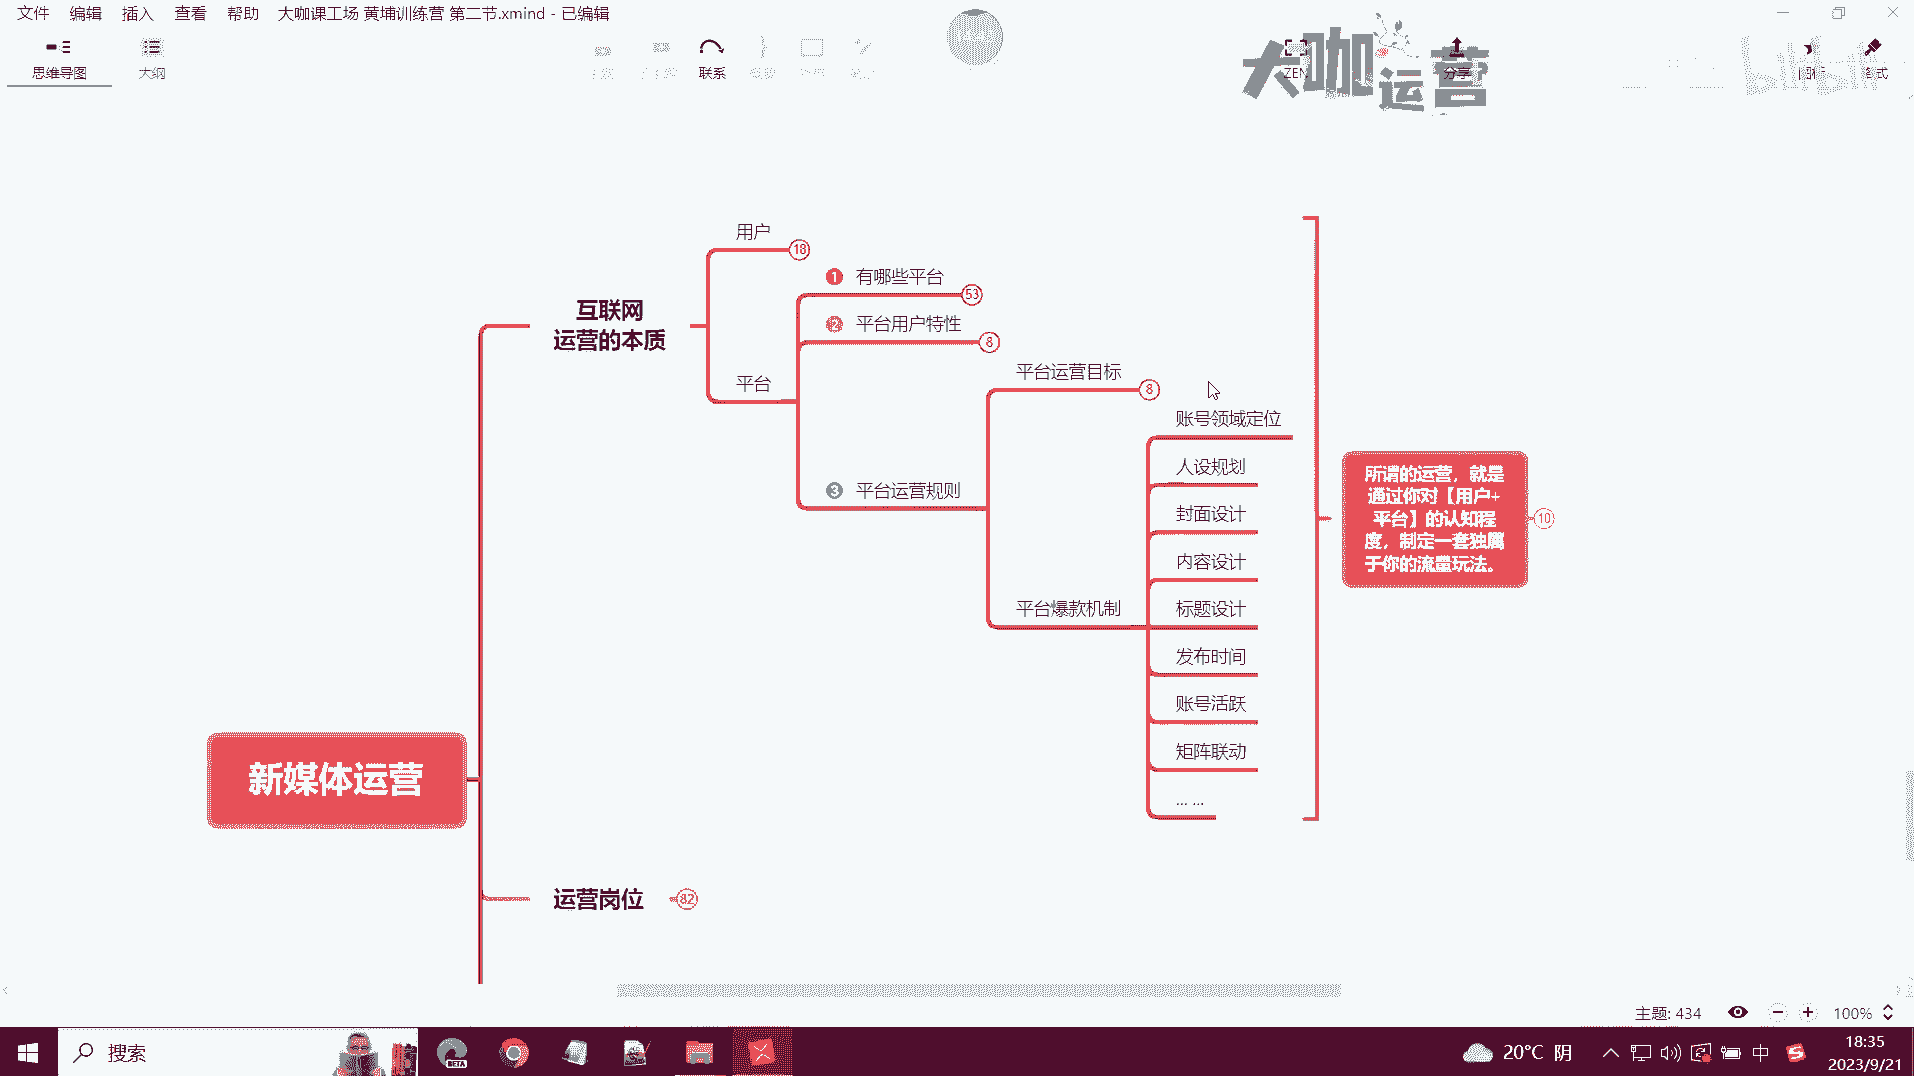 文件 编辑 插入 查看 帮助 大咖课工场 黄埔训练营 第二节.xmind - 已编辑
思维导图 大纲 联系 ZEN 分享
大咖运营
bilibili
用户
18
1 有哪些平台
53
互联网
运营的本质
2 平台用户特性
8
平台
平台运营目标
8
账号领域定位
人设规划
3 平台运营规则
封面设计
内容设计
平台爆款机制
标题设计
发布时间
账号活跃
矩阵联动
... ...
所谓的运营，就是
通过你对【用户+
平台】的认知程
度，制定一套独属
于你的流量玩法。
10
新媒体运营
运营岗位
82
主题: 434 100%
搜索
BETA
20°C 阴
中
18:35
2023/9/21